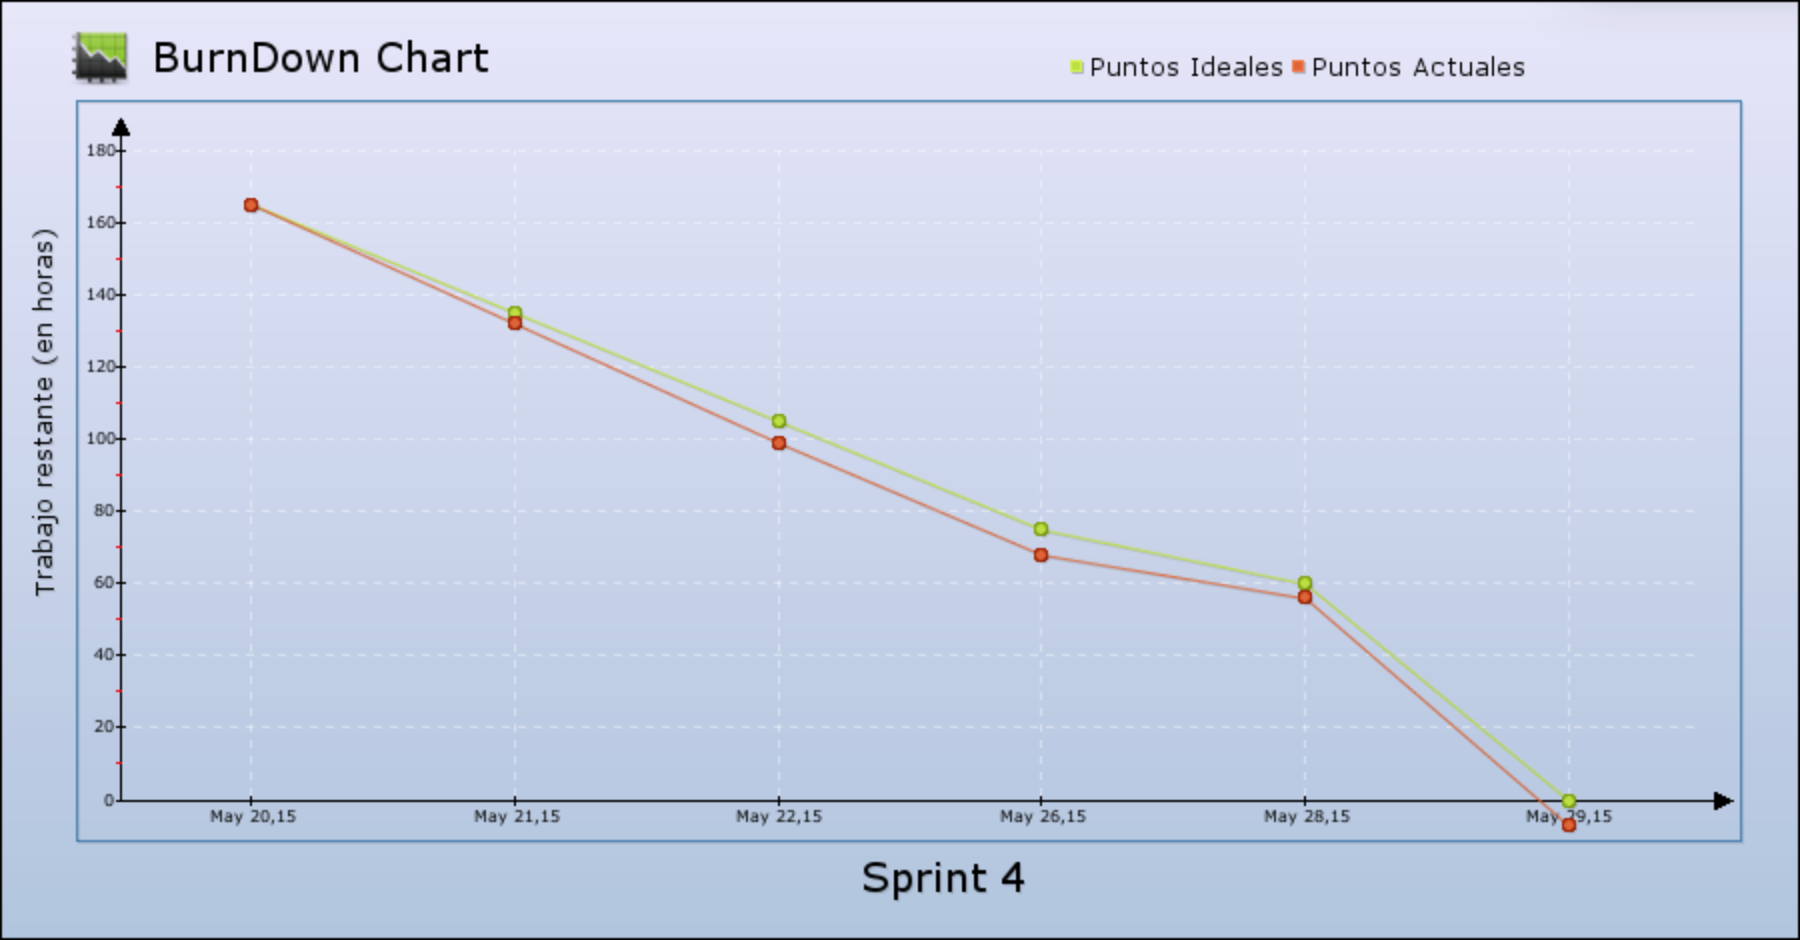 BurnDown Chart
Puntos Ideales Puntos Actuales
Trabajo restante (en horas)
180
160
140
120
100
80
60
40
20
0
May 20,15 May 21,15 May 22,15 May 26,15 May 28,15 May 29,15
Sprint 4